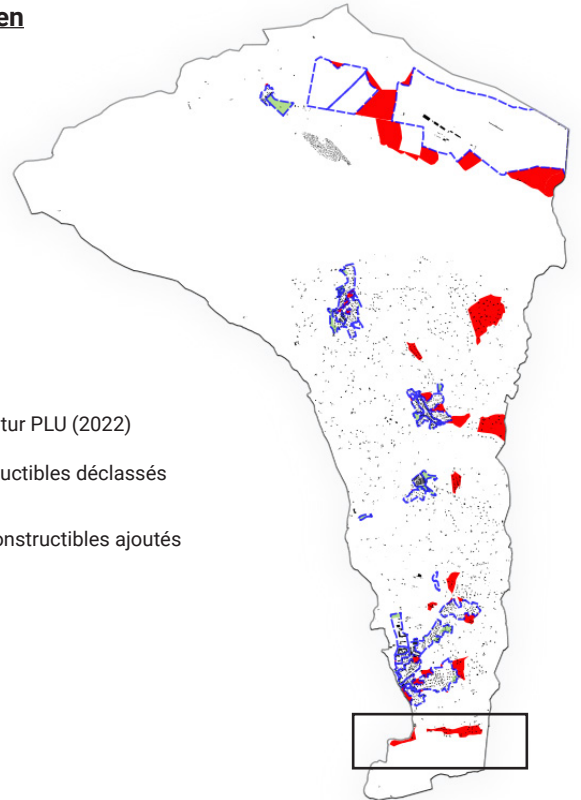 en
tur PLU (2022)
uctibles déclassés
onstructibles ajoutés